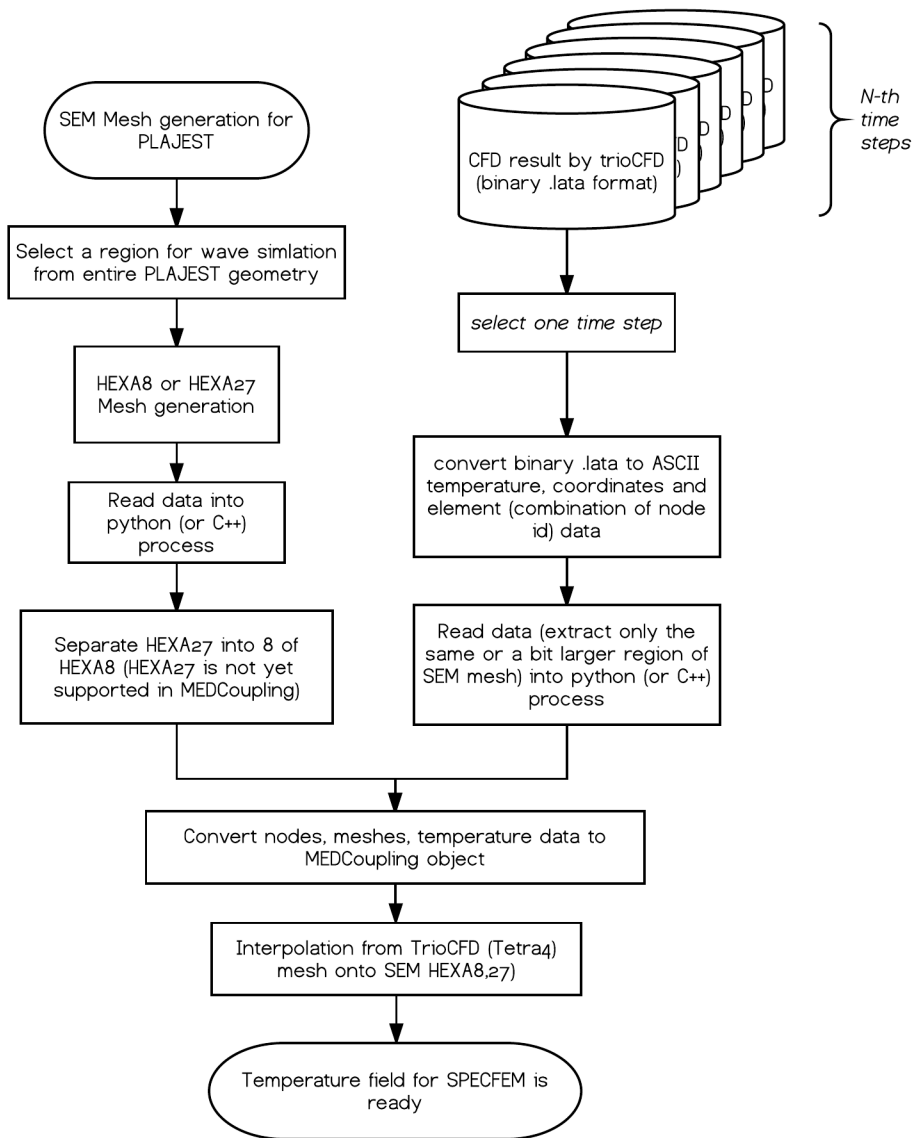 SEM Mesh generation for
PLAJEST
Select a region for wave simlation
from entire PLAJEST geometry
HEXA8 or HEXA27
Mesh generation
Read data into
python (or C++)
process
Separate HEXA27 into 8 of
HEXA8 (HEXA27 is not yet
supported in MEDCoupling)
CFD result by trioCFD
(binary .lata format)
N-th
time
steps
select one time step
convert binary .lata to ASCII
temperature, coordinates and
element (combination of node
id) data
Read data (extract only the
same or a bit larger region of
SEM mesh) into python (or C++)
process
Convert nodes, meshes, temperature data to
MEDCoupling object
Interpolation from TrioCFD (Tetra4)
mesh onto SEM HEXA8,27)
Temperature field for SPECFEM is
ready